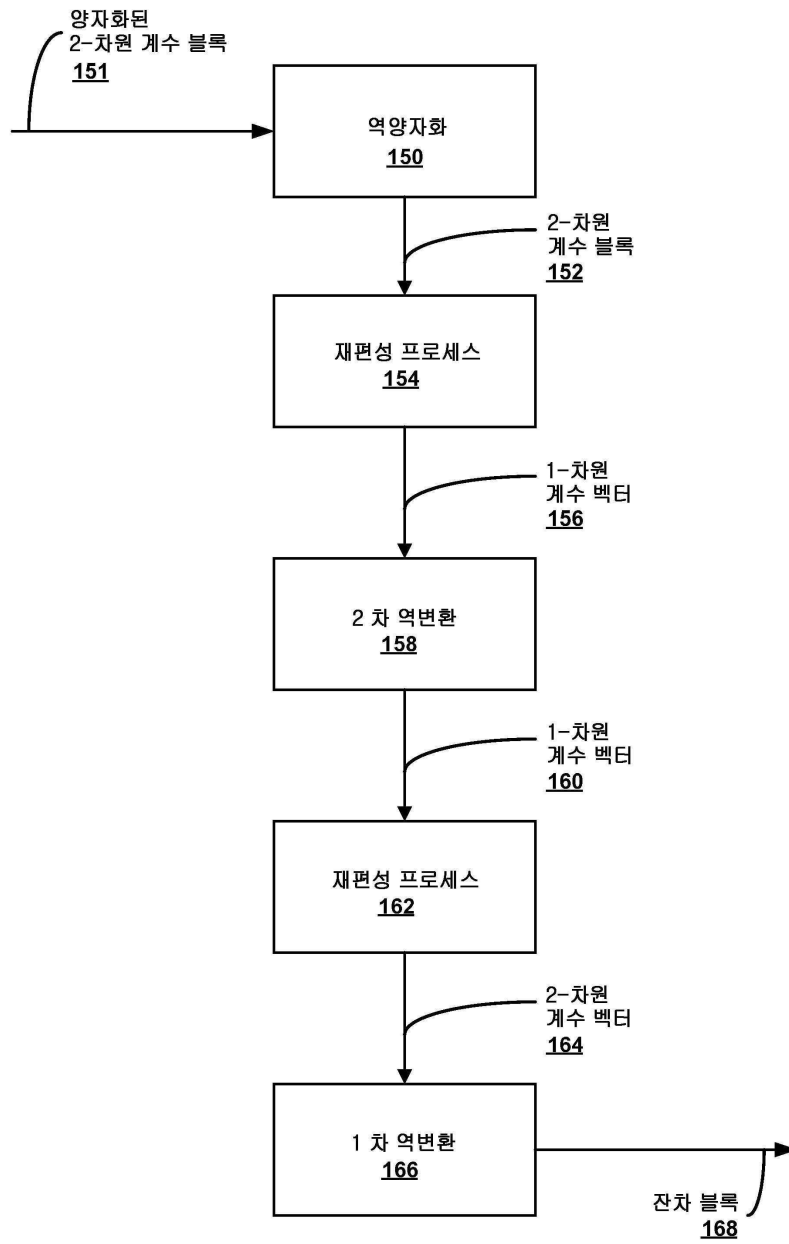 양자화된
2-차원 계수 블록
151
역양자화
150
2-차원
계수 블록
152
재편성 프로세스
154
1-차원
계수 벡터
156
2 차 역변환
158
1-차원
계수 벡터
160
재편성 프로세스
162
2-차원
계수 벡터
164
1 차 역변환
166
잔차 블록
168